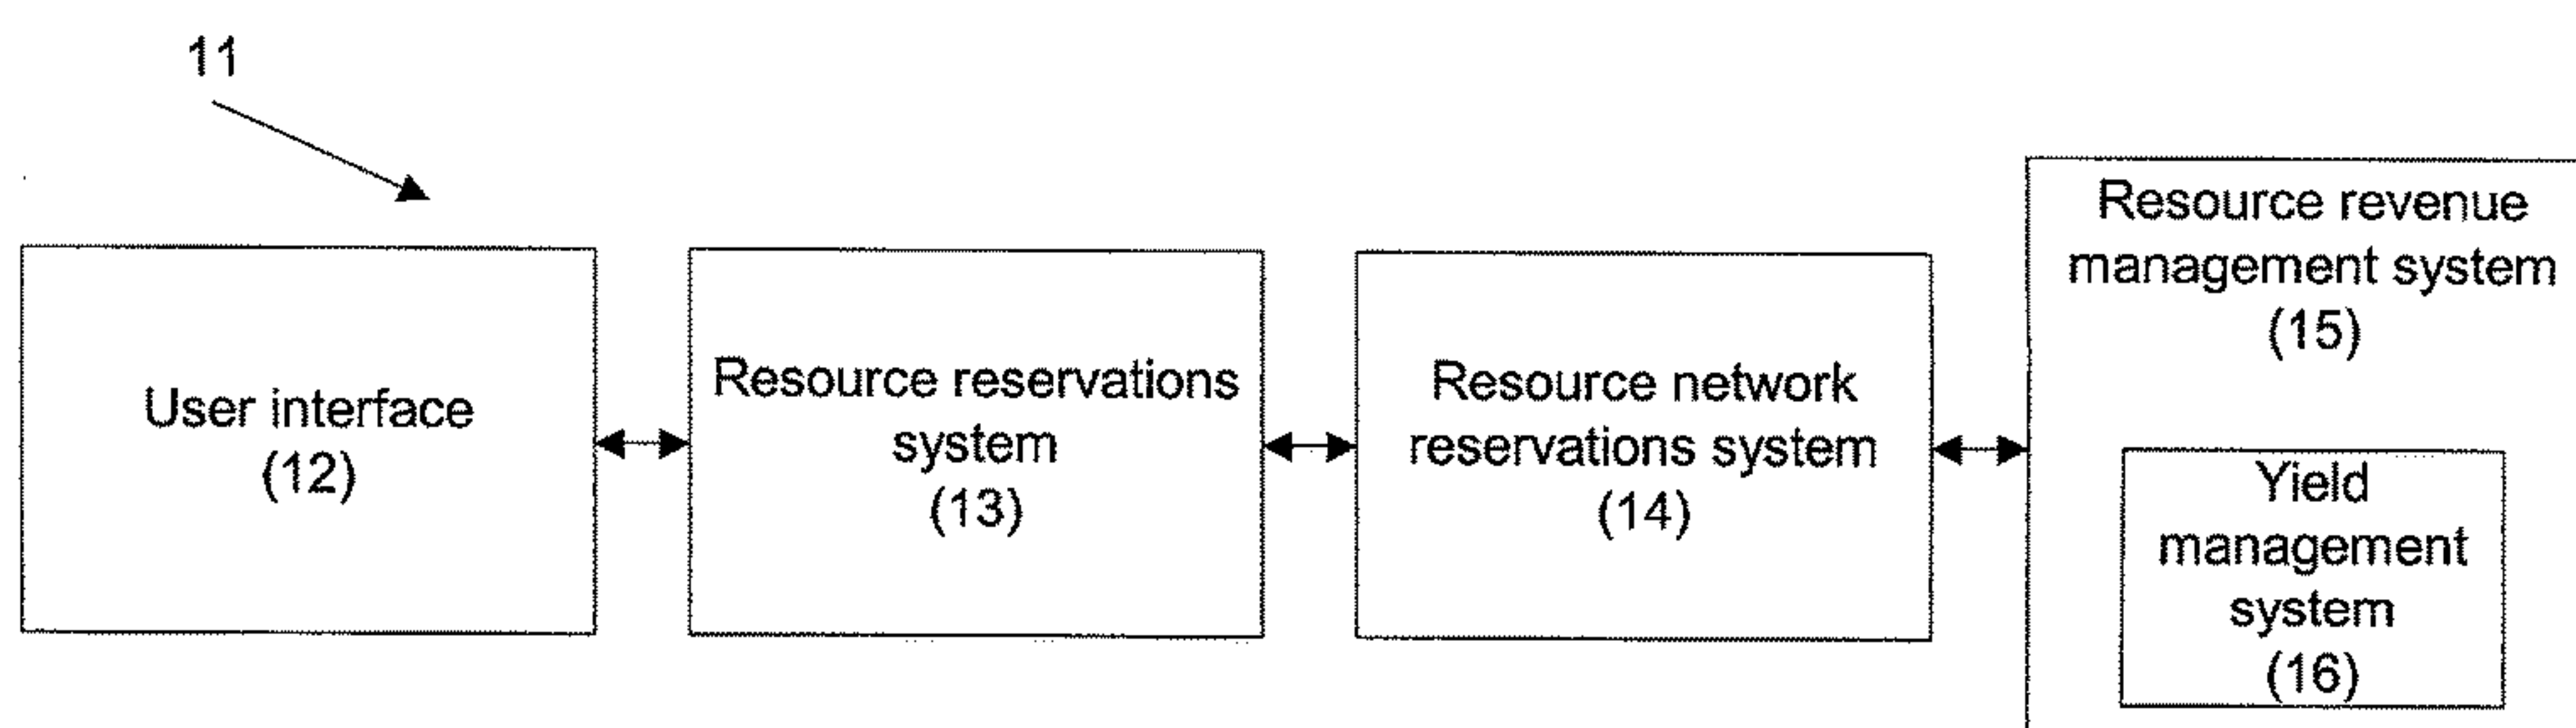 11
User interface
(12)
Resource reservations
system
(13)
Resource network
reservations system
(14)
Resource revenue
management system
(15)
Yield
management
system
(16)